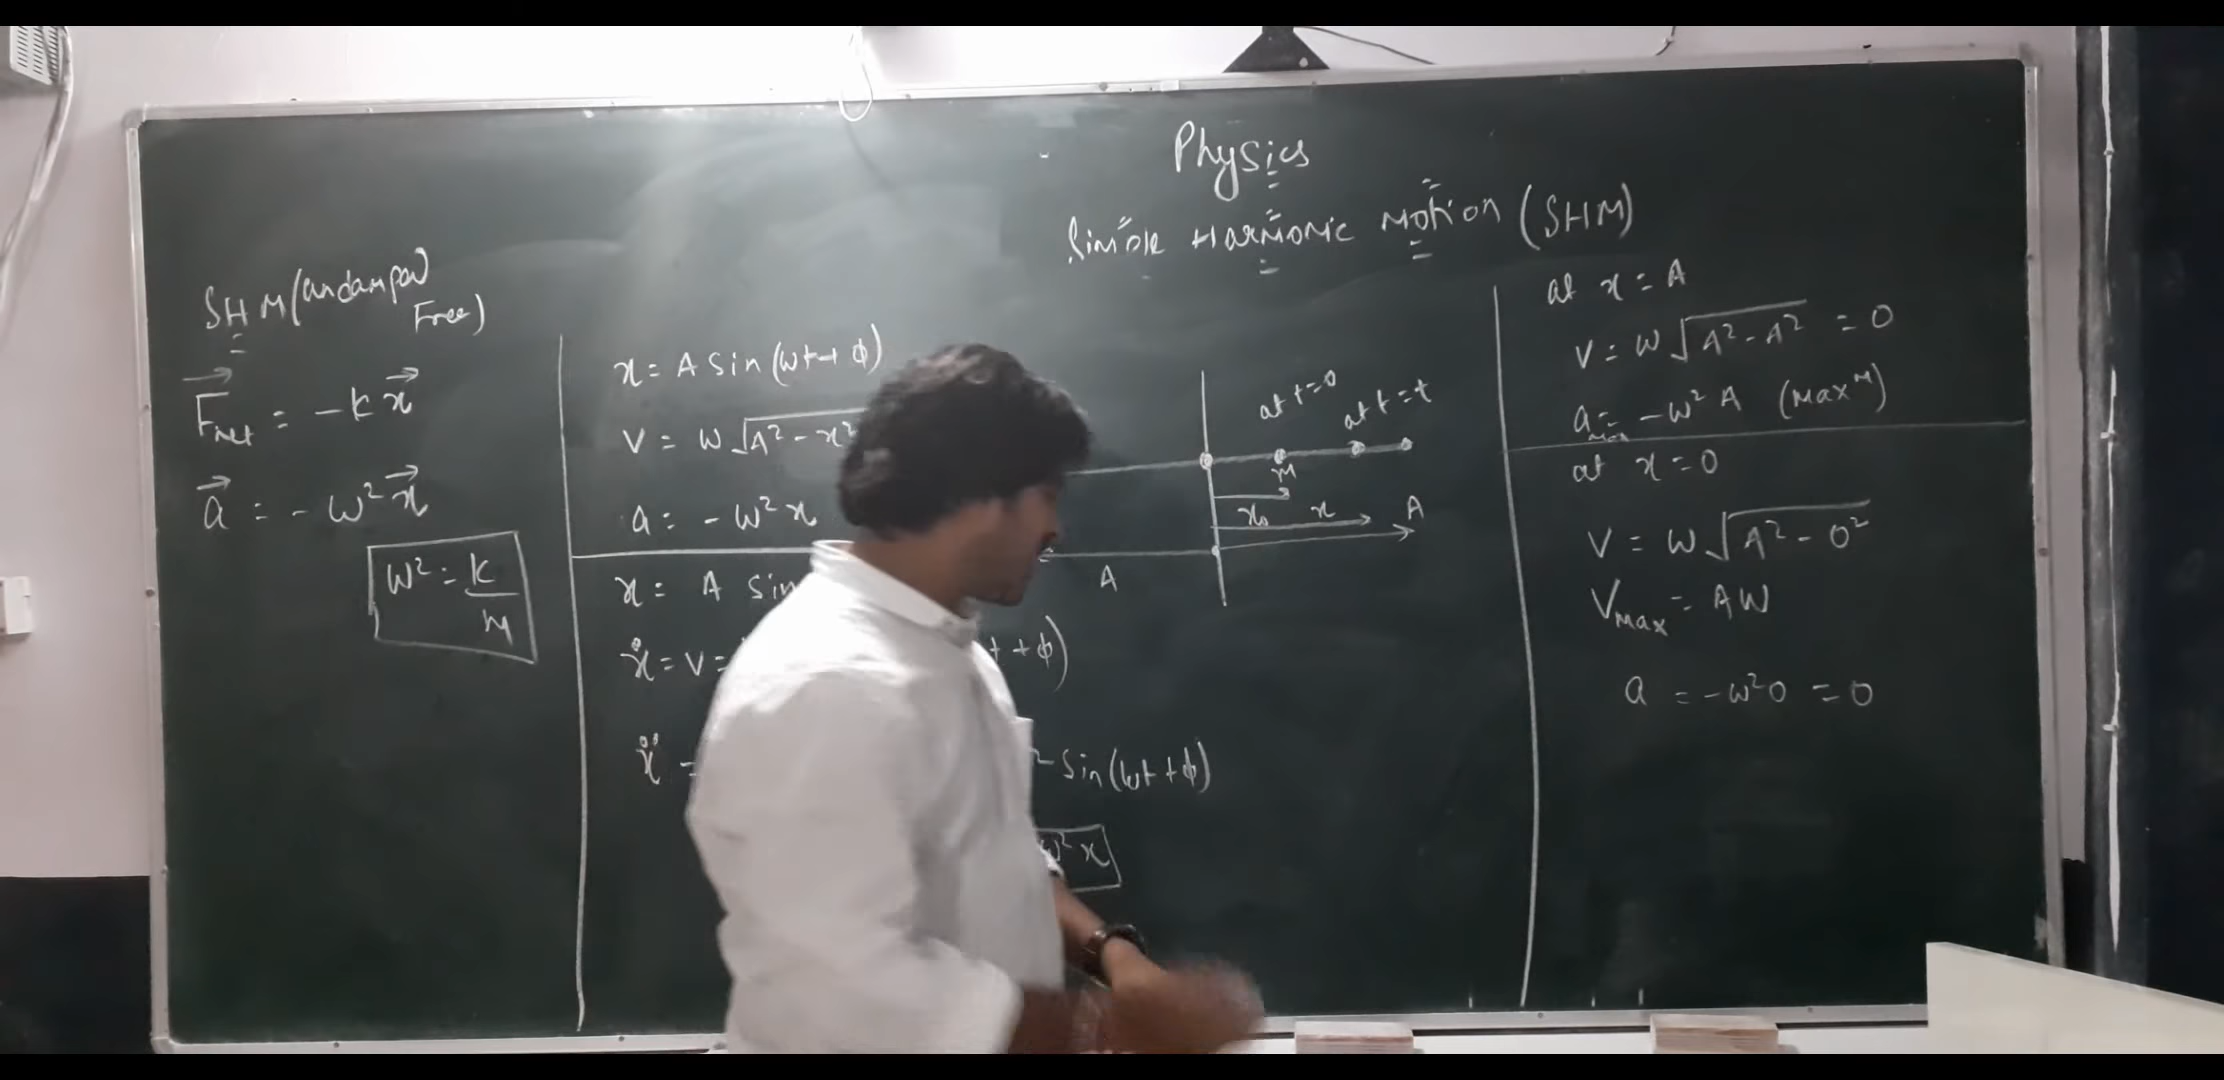 Physics
Simple Harmonic Motion (SHM)
SHM (undamped
Free)
F⃗net = -k x⃗
a⃗ = - ω² x⃗
ω² = k/m
x = A sin (ωt + ϕ)
v = ω √A² - x²
a = - ω² x
x = A sin
ẋ = v =
t + ϕ)
ẍ =
² sin (ωt + ϕ)
ω² x
at t=0
at t=t
m
x₀
x
A
A
at x = A
v = ω √A² - A² = 0
a = - ω² A (Maxᴹ)
at x = 0
v = ω √A² - 0²
Vmax = Aω
a = -ω² 0 = 0